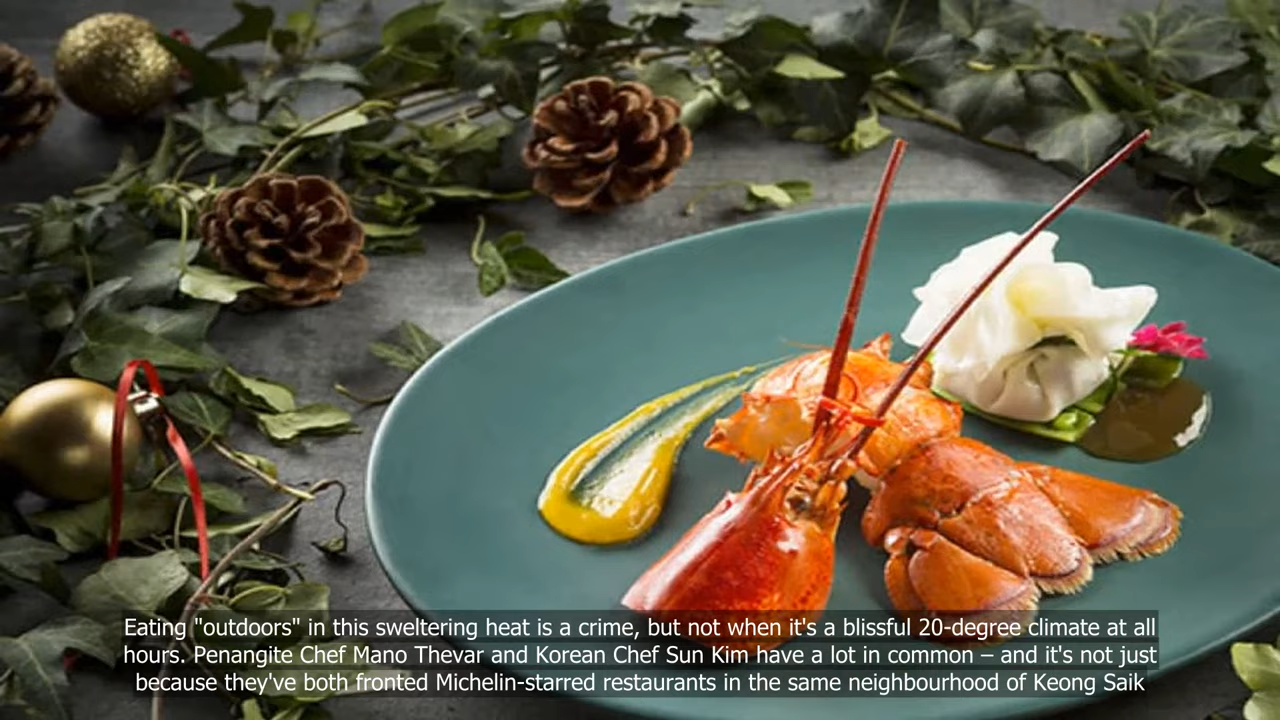 Eating "outdoors" in this sweltering heat is a crime, but not when it's a blissful 20-degree climate at all
hours. Penangite Chef Mano Thevar and Korean Chef Sun Kim have a lot in common – and it's not just
because they've both fronted Michelin-starred restaurants in the same neighbourhood of Keong Saik